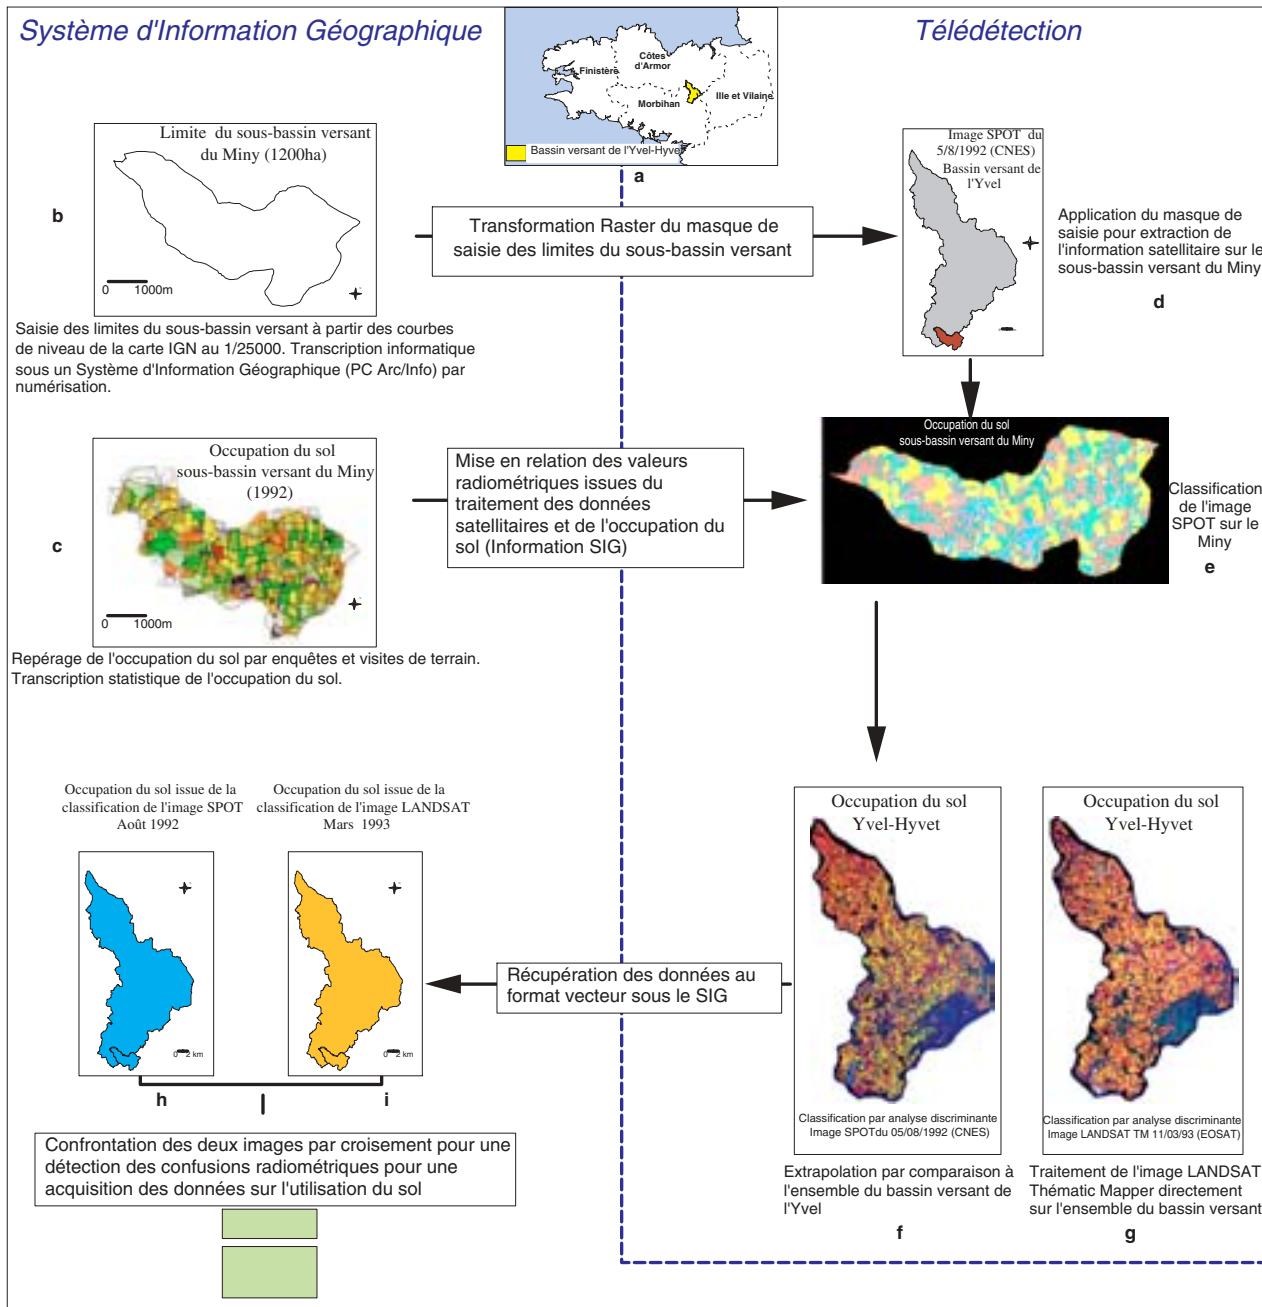 Système d'Information Géographique
Télédétection
Côtes
d'Armor
Finistère
Ille et Vilaine
Morbihan
Bassin versant de l'Yvel-Hyvet
a
Limite du sous-bassin versant
du Miny (1200ha)
b
0 1000m
Saisie des limites du sous-bassin versant à partir des courbes
de niveau de la carte IGN au 1/25000. Transcription informatique
sous un Système d'Information Géographique (PC Arc/Info) par
numérisation.
Transformation Raster du masque de
saisie des limites du sous-bassin versant
Image SPOT du
5/8/1992 (CNES)
Bassin versant de
l'Yvel
Application du masque de
saisie pour extraction de
l'information satellitaire sur le
sous-bassin versant du Miny
d
Occupation du sol
sous-bassin versant du Miny
(1992)
c
0 1000m
Repérage de l'occupation du sol par enquêtes et visites de terrain.
Transcription statistique de l'occupation du sol.
Mise en relation des valeurs
radiométriques issues du
traitement des données
satellitaires et de l'occupation du
sol (Information SIG)
Occupation du sol
sous-bassin versant du Miny
Classification
de l'image
SPOT sur le
Miny
e
Occupation du sol issue de la
classification de l'image SPOT
Août 1992
Occupation du sol issue de la
classification de l'image LANDSAT
Mars 1993
0 2 km
0 2 km
h
i
Récupération des données au
format vecteur sous le SIG
Occupation du sol
Yvel-Hyvet
Classification par analyse discriminante
Image SPOTdu 05/08/1992 (CNES)
Occupation du sol
Yvel-Hyvet
Classification par analyse discriminante
Image LANDSAT TM 11/03/93 (EOSAT)
Extrapolation par comparaison à
l'ensemble du bassin versant de
l'Yvel
f
Traitement de l'image LANDSAT
Thématic Mapper directement
sur l'ensemble du bassin versant
g
Confrontation des deux images par croisement pour une
détection des confusions radiométriques pour une
acquisition des données sur l'utilisation du sol